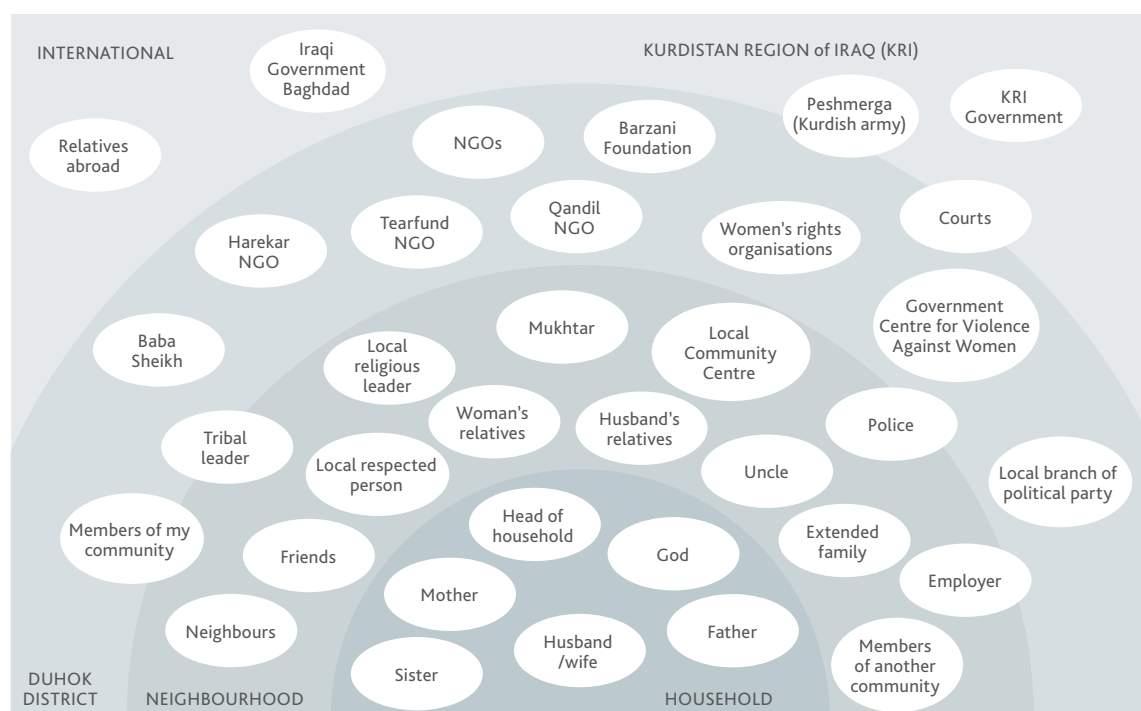 INTERNATIONAL
Iraqi
Government
Baghdad
KURDISTAN REGION of IRAQ (KRI)
Relatives
abroad
NGOs
Barzani
Foundation
Peshmerga
(Kurdish army)
KRI
Government
Harekar
NGO
Tearfund
NGO
Qandil
NGO
Women's rights
organisations
Courts
Baba
Sheikh
Local
religious
leader
Mukhtar
Local
Community
Centre
Government
Centre for Violence
Against Women
Tribal
leader
Local respected
person
Woman's
relatives
Husband's
relatives
Uncle
Police
Local branch of
political party
Members of my
community
Friends
Head of
household
God
Extended
family
Employer
Neighbours
Mother
Sister
Husband
/wife
Father
Members
of another
community
DUHOK
DISTRICT
NEIGHBOURHOOD
HOUSEHOLD